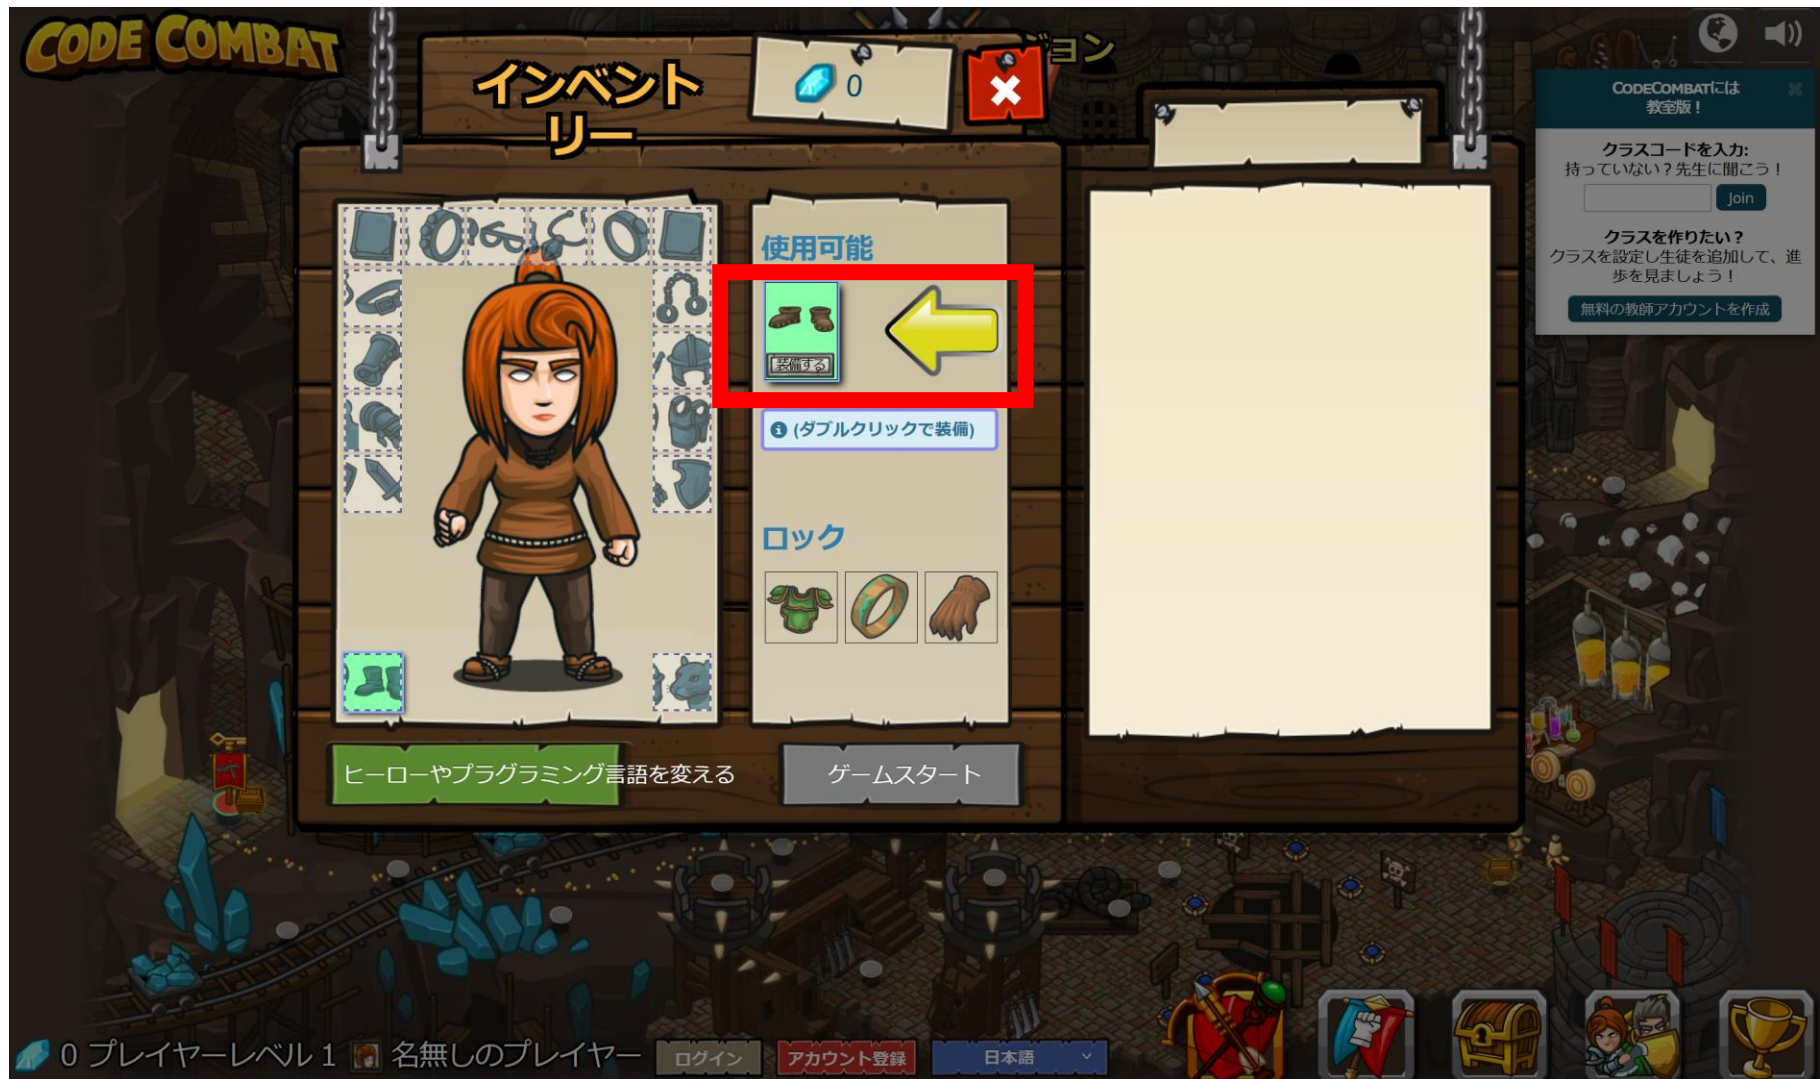 CODE COMBAT
インベント
リー
0
ジョン
CODECOMBATには
教室版！
クラスコードを入力:
持っていない？先生に聞こう！
Join
クラスを作りたい？
クラスを設定し生徒を追加して、進
歩を見ましょう！
無料の教師アカウントを作成
使用可能
装備する
(ダブルクリックで装備)
ロック
ヒーローやプラグラミング言語を変える
ゲームスタート
0 プレイヤーレベル 1 名無しのプレイヤー
ログイン
アカウント登録
日本語